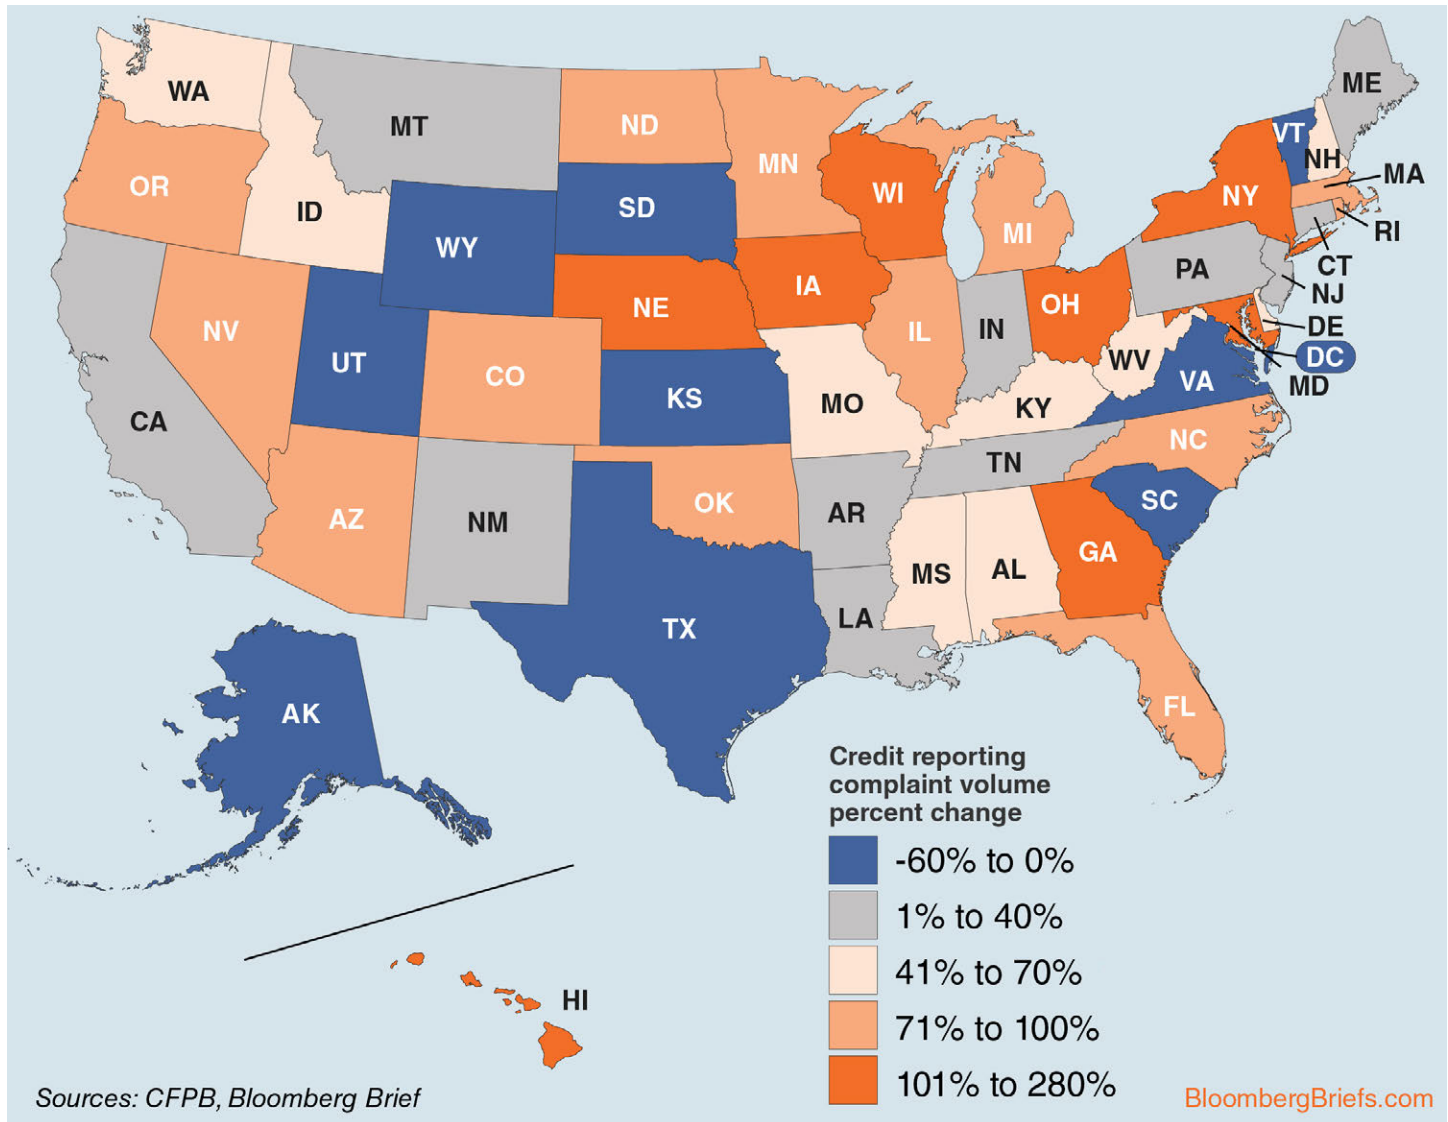 WA
MT
ND
MN
ME
VT
NH
OR
ID
WY
SD
WI
MI
NY
MA
RI
CT
PA
NJ
DE
DC
MD
NV
UT
CO
NE
IA
IL
IN
OH
WV
VA
CA
KS
MO
KY
NC
TN
SC
AZ
NM
OK
AR
MS
AL
GA
LA
TX
FL
AK
HI
Credit reporting
complaint volume
percent change
-60% to 0%
1% to 40%
41% to 70%
71% to 100%
101% to 280%
Sources: CFPB, Bloomberg Brief
BloombergBriefs.com